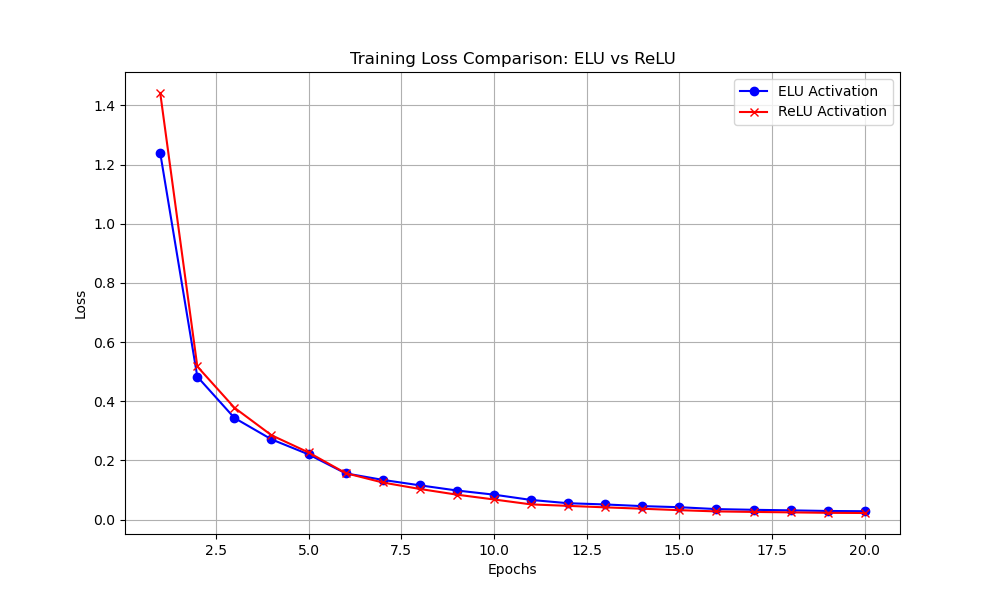 Training Loss Comparison: ELU vs ReLU
ELU Activation
ReLU Activation
1.4
1.2
1.0
0.8
0.6
0.4
0.2
0.0
Loss
2.5 5.0 7.5 10.0 12.5 15.0 17.5 20.0
Epochs